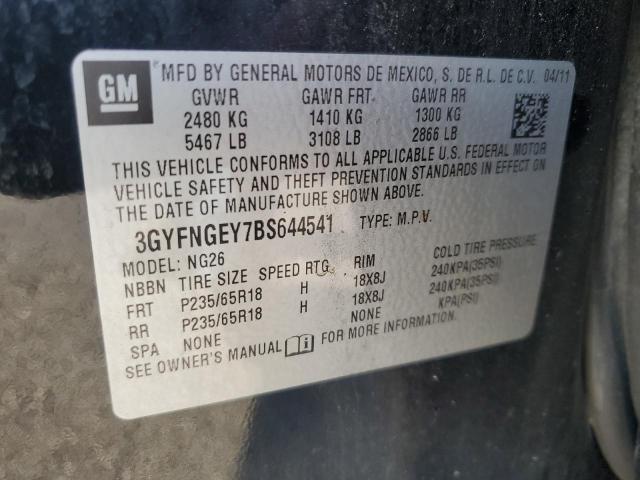 GM
MFD BY GENERAL MOTORS DE MEXICO, S. DE R.L. DE C.V. 04/11
GVWR GAWR FRT GAWR RR
2480 KG 1410 KG 1300 KG
5467 LB 3108 LB 2866 LB
THIS VEHICLE CONFORMS TO ALL APPLICABLE U.S. FEDERAL MOTOR
VEHICLE SAFETY AND THEFT PREVENTION STANDARDS IN EFFECT ON
THE DATE OF MANUFACTURE SHOWN ABOVE.
3GYFNGEY7BS644541 TYPE: M.P.V.
MODEL: NG26
NBBN TIRE SIZE SPEED RTG RIM COLD TIRE PRESSURE
FRT P235/65R18 H 18X8J 240KPA(35PSI)
RR P235/65R18 H 18X8J 240KPA(35PSI)
SPA NONE NONE KPA(PSI)
SEE OWNER'S MANUAL i FOR MORE INFORMATION.